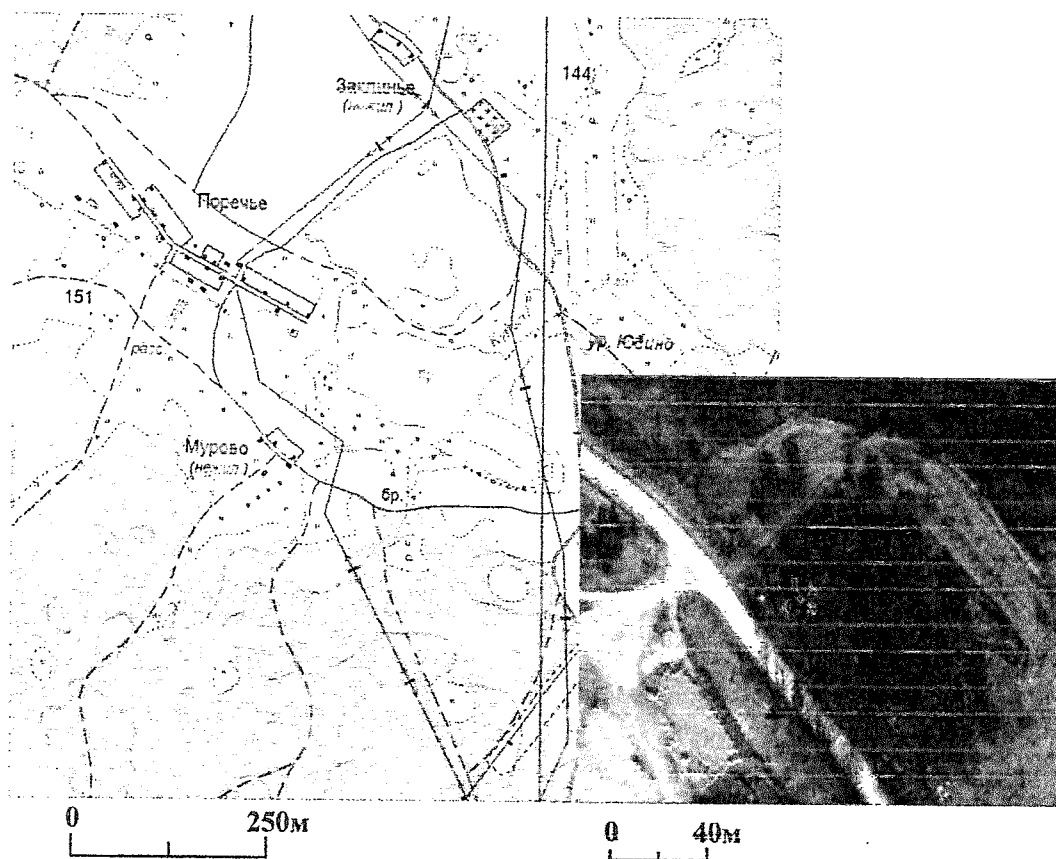 144
Заклинье
(нежил.)
Поречье
151
ур. Юдино
Мурово
(нежил.)
бр.
0 250м
0 40м